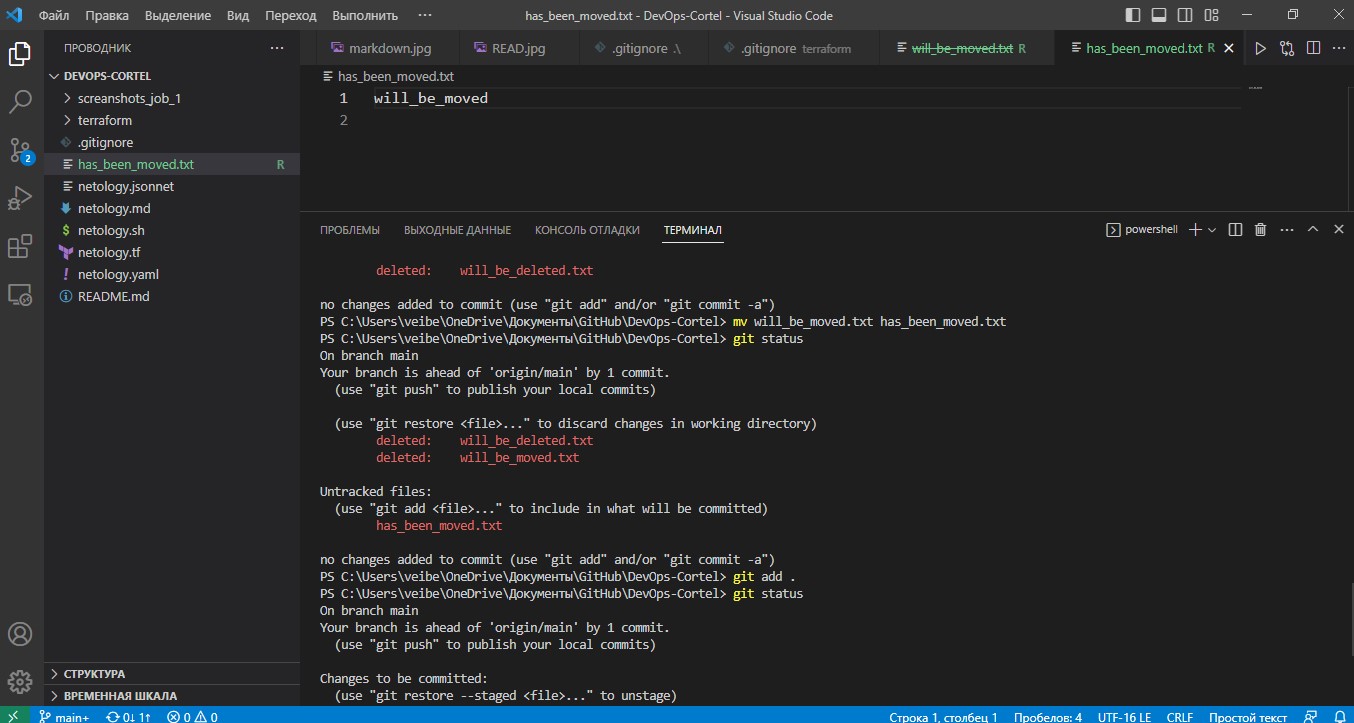 Файл Правка Выделение Вид Переход Выполнить ··· has_been_moved.txt - DevOps-Cortel - Visual Studio Code
ПРОВОДНИК ···
markdown.jpg READ.jpg .gitignore .\ .gitignore terraform will_be_moved.txt R has_been_moved.txt R
DEVOPS-CORTEL
screanshots_job_1
terraform
.gitignore
has_been_moved.txt R
netology.jsonnet
netology.md
netology.sh
netology.tf
netology.yaml
README.md
2
has_been_moved.txt
1 will_be_moved
2
ПРОБЛЕМЫ ВЫХОДНЫЕ ДАННЫЕ КОНСОЛЬ ОТЛАДКИ ТЕРМИНАЛ powershell
deleted: will_be_deleted.txt
no changes added to commit (use "git add" and/or "git commit -a")
PS C:\Users\veibe\OneDrive\Документы\GitHub\DevOps-Cortel> mv will_be_moved.txt has_been_moved.txt
PS C:\Users\veibe\OneDrive\Документы\GitHub\DevOps-Cortel> git status
On branch main
Your branch is ahead of 'origin/main' by 1 commit.
(use "git push" to publish your local commits)
(use "git restore <file>..." to discard changes in working directory)
deleted: will_be_deleted.txt
deleted: will_be_moved.txt
Untracked files:
(use "git add <file>..." to include in what will be committed)
has_been_moved.txt
no changes added to commit (use "git add" and/or "git commit -a")
PS C:\Users\veibe\OneDrive\Документы\GitHub\DevOps-Cortel> git add .
PS C:\Users\veibe\OneDrive\Документы\GitHub\DevOps-Cortel> git status
On branch main
Your branch is ahead of 'origin/main' by 1 commit.
(use "git push" to publish your local commits)
Changes to be committed:
(use "git restore --staged <file>..." to unstage)
СТРУКТУРА
ВРЕМЕННАЯ ШКАЛА
main+ 0↓ 1↑ 0 0 Строка 1, столбец 1 Пробелов: 4 UTF-16 LE CRLF Простой текст